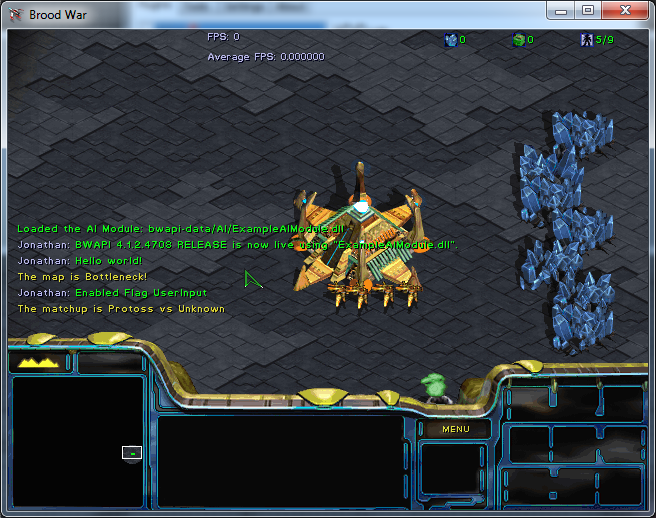 Brood War
FPS: 0
0
0
5/9
Average FPS: 0.000000
Loaded the AI Module: bwapi-data/AI/ExampleAIModule.dll
Jonathan: BWAPI 4.1.2.4708 RELEASE is now live using "ExampleAIModule.dll".
Jonathan: Hello world!
The map is Bottleneck!
Jonathan: Enabled Flag UserInput
The matchup is Protoss vs Unknown
MENU